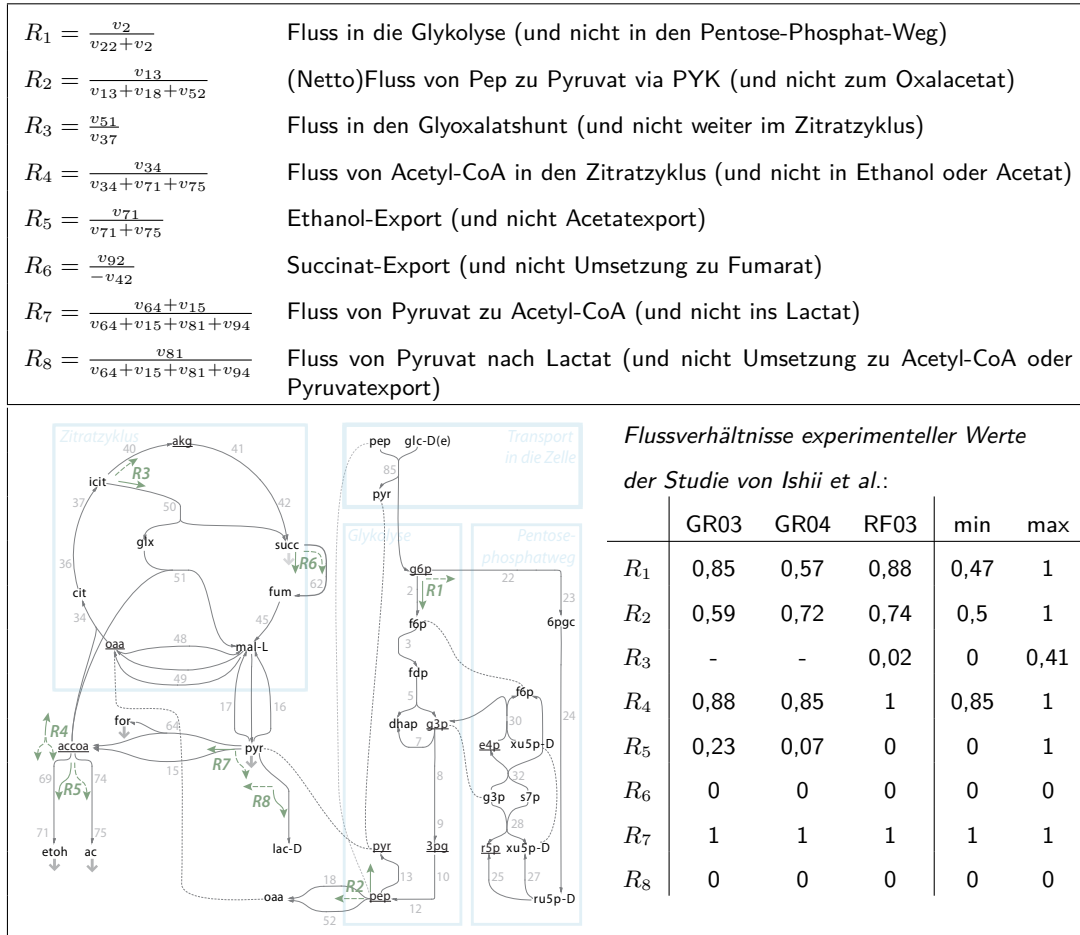 R₁ = v₂ / (v₂₂+v₂) Fluss in die Glykolyse (und nicht in den Pentose-Phosphat-Weg)
R₂ = v₁₃ / (v₁₃+v₁₈+v₅₂) (Netto)Fluss von Pep zu Pyruvat via PYK (und nicht zum Oxalacetat)
R₃ = v₅₁ / v₃₇ Fluss in den Glyoxalatshunt (und nicht weiter im Zitratzyklus)
R₄ = v₃₄ / (v₃₄+v₇₁+v₇₅) Fluss von Acetyl-CoA in den Zitratzyklus (und nicht in Ethanol oder Acetat)
R₅ = v₇₁ / (v₇₁+v₇₅) Ethanol-Export (und nicht Acetatexport)
R₆ = v₉₂ / −v₄₂ Succinat-Export (und nicht Umsetzung zu Fumarat)
R₇ = (v₆₄+v₁₅) / (v₆₄+v₁₅+v₈₁+v₉₄) Fluss von Pyruvat zu Acetyl-CoA (und nicht ins Lactat)
R₈ = v₈₁ / (v₆₄+v₁₅+v₈₁+v₉₄) Fluss von Pyruvat nach Lactat (und nicht Umsetzung zu Acetyl-CoA oder
Pyruvatexport)
Zitratzyklus
40
akg
41
icit
R3
37
50
42
glx
succ
R6
62
36
51
fum
cit
34
45
oaa
48
mal-L
49
17
16
for
64
R4
accoa
pyr
R7
15
69
74
R5
R8
71
75
etoh
ac
lac-D
pep
glc-D(e)
Transport
in die Zelle
85
pyr
Glykolyse
Pentose-
phosphatweg
g6p
22
2
R1
23
f6p
6pgc
3
fdp
f6p
5
dhap
g3p
30
24
7
e4p
xu5p-D
8
32
g3p
s7p
9
28
pyr
3pg
r5p
xu5p-D
R2
13
10
25
27
18
oaa
pep
ru5p-D
12
52
Flussverhältnisse experimenteller Werte
der Studie von Ishii et al.:
GR03 GR04 RF03 min max
R₁ 0,85 0,57 0,88 0,47 1
R₂ 0,59 0,72 0,74 0,5 1
R₃ - - 0,02 0 0,41
R₄ 0,88 0,85 1 0,85 1
R₅ 0,23 0,07 0 0 1
R₆ 0 0 0 0 0
R₇ 1 1 1 1 1
R₈ 0 0 0 0 0